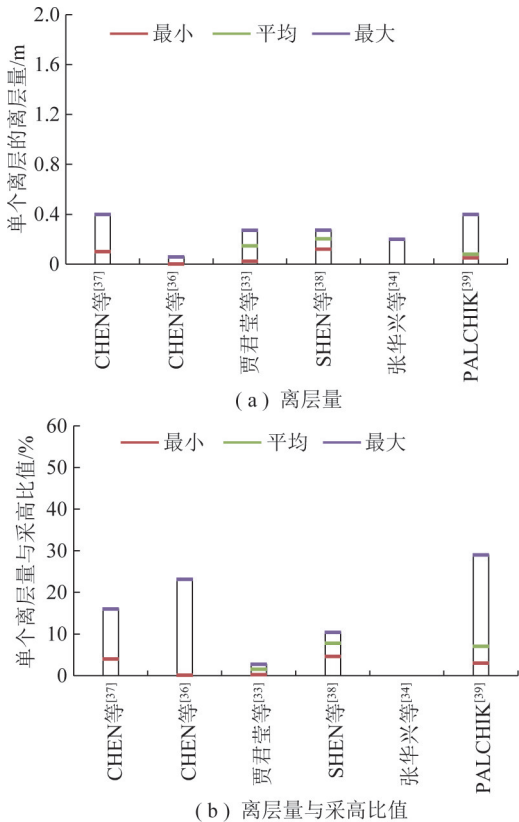 单个离层的离层量/m
2.0
1.6
1.2
0.8
0.4
0
最小 平均 最大
CHEN等[37]
CHEN等[36]
贾君莹等[33]
SHEN等[38]
张华兴等[34]
PALCHIK[39]
( a ) 离层量
单个离层量与采高比值/%
60
50
40
30
20
10
0
最小 平均 最大
CHEN等[37]
CHEN等[36]
贾君莹等[33]
SHEN等[38]
张华兴等[34]
PALCHIK[39]
( b ) 离层量与采高比值